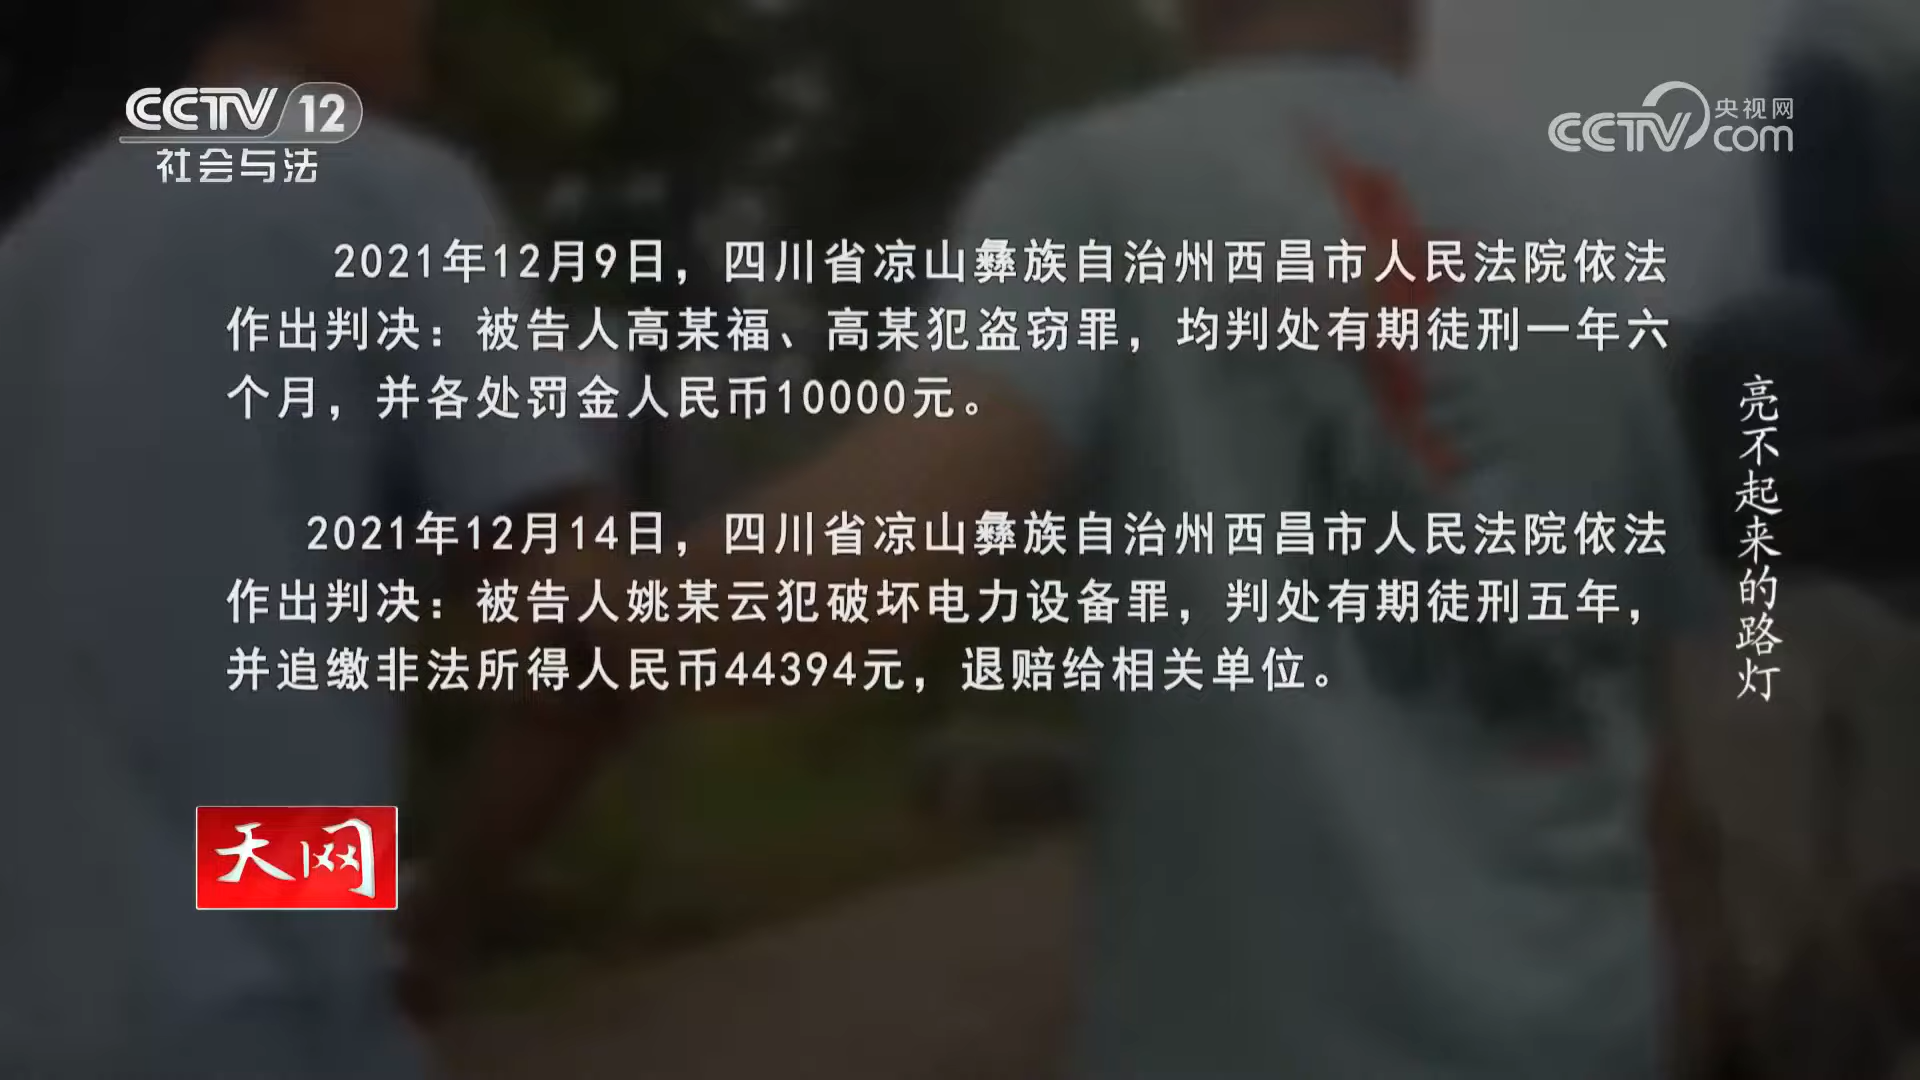 CCTV 12
社会与法
央视网
CCTV com
2021年12月9日，四川省凉山彝族自治州西昌市人民法院依法
作出判决：被告人高某福、高某犯盗窃罪，均判处有期徒刑一年六
个月，并各处罚金人民币10000元。
2021年12月14日，四川省凉山彝族自治州西昌市人民法院依法
作出判决：被告人姚某云犯破坏电力设备罪，判处有期徒刑五年，
并追缴非法所得人民币44394元，退赔给相关单位。
亮不起来的路灯
天网